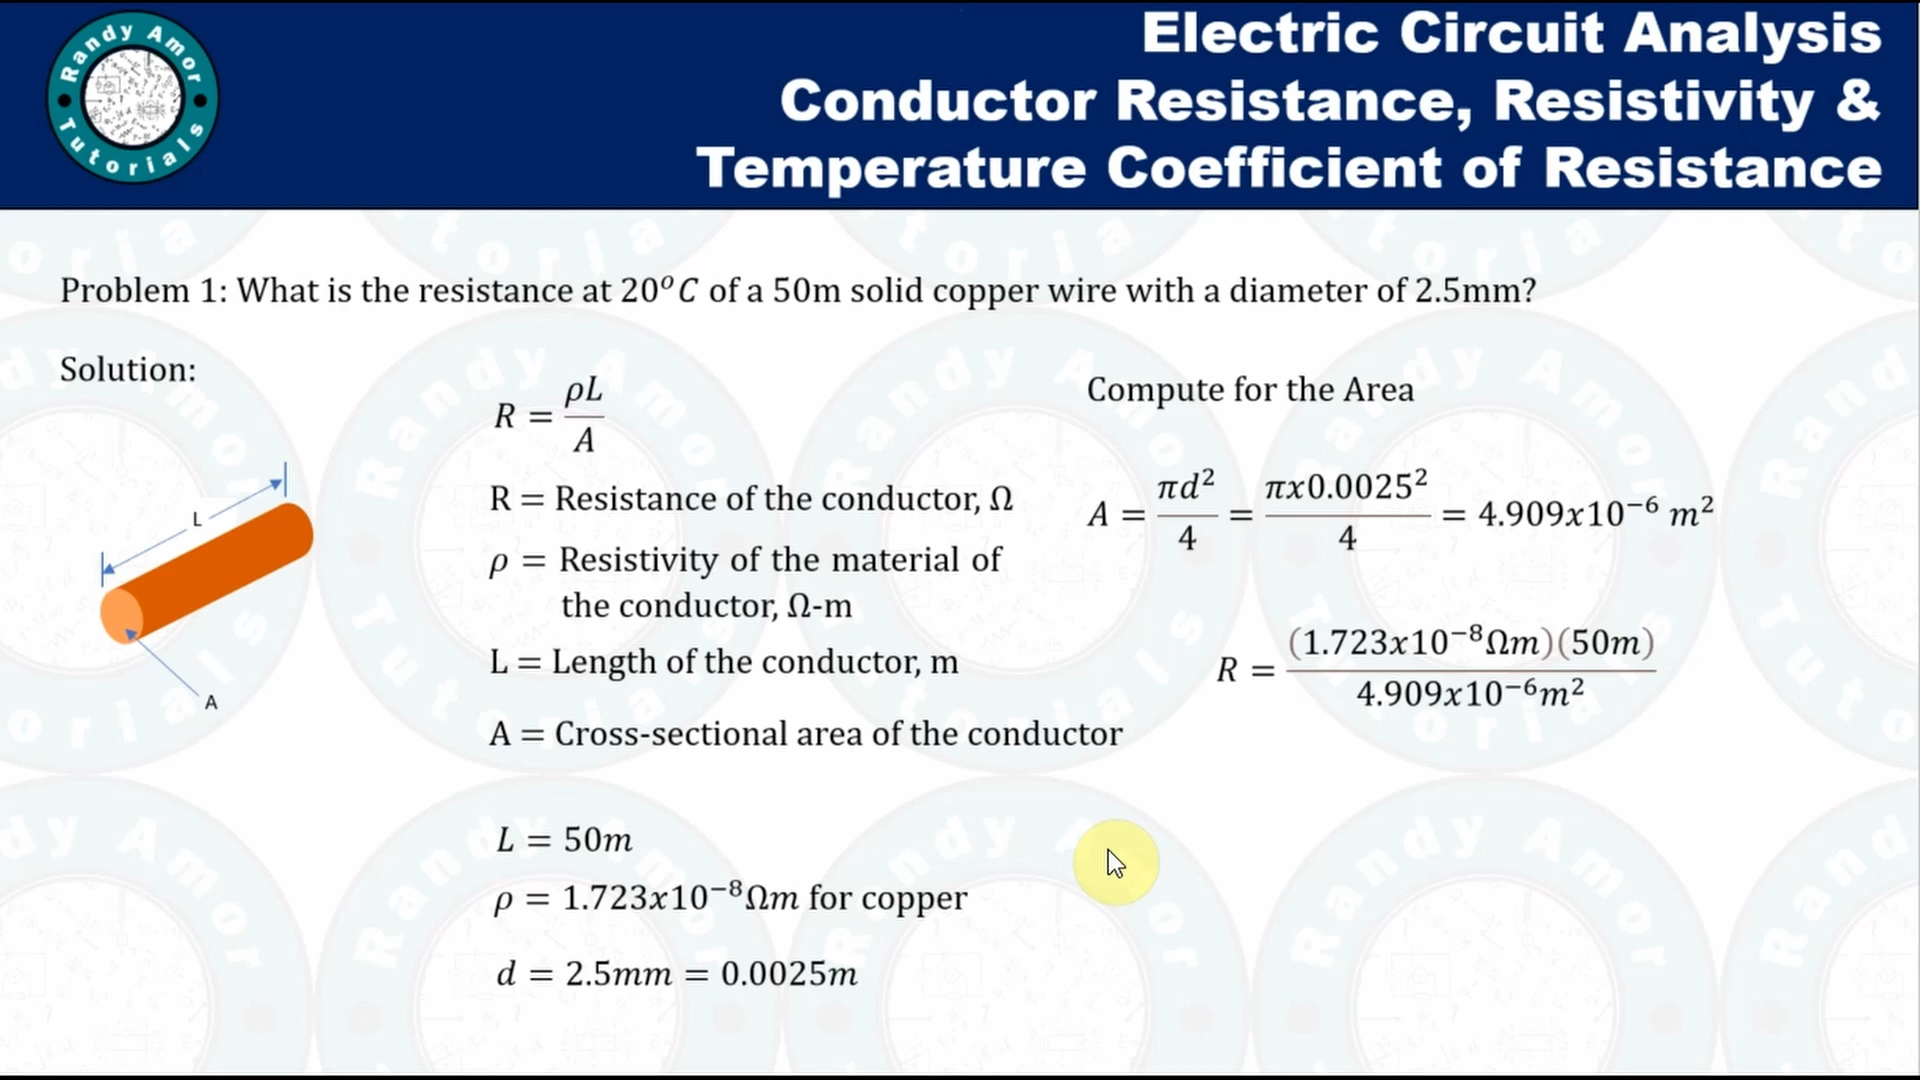 Randy Amor
Tutorials
Electric Circuit Analysis
Conductor Resistance, Resistivity &
Temperature Coefficient of Resistance
Problem 1: What is the resistance at 20°C of a 50m solid copper wire with a diameter of 2.5mm?
Solution:
R = ρL / A
R = Resistance of the conductor, Ω
ρ = Resistivity of the material of
the conductor, Ω-m
L = Length of the conductor, m
A = Cross-sectional area of the conductor
L
A
L = 50m
ρ = 1.723x10⁻⁸Ωm for copper
d = 2.5mm = 0.0025m
Compute for the Area
A = πd² / 4 = πx0.0025² / 4 = 4.909x10⁻⁶ m²
R = (1.723x10⁻⁸Ωm)(50m) / 4.909x10⁻⁶m²